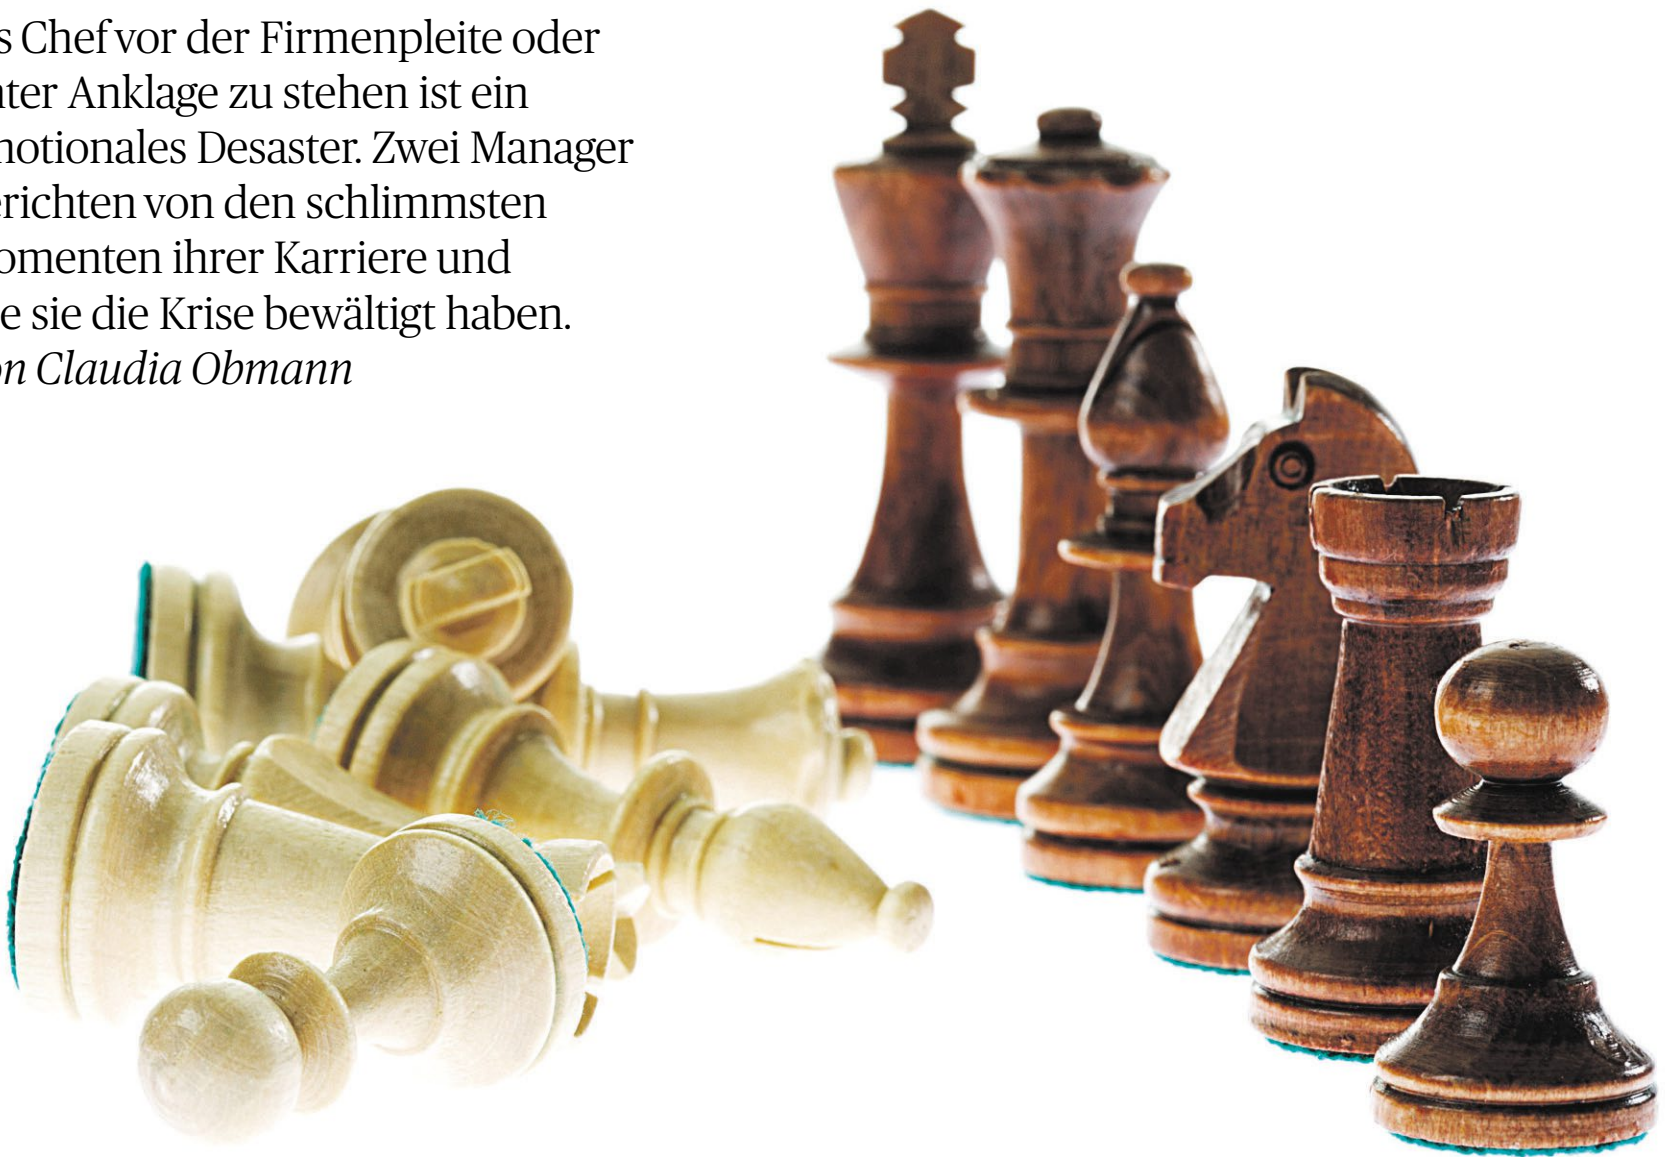 s Chef vor der Firmenpleite oder
nter Anklage zu stehen ist ein
notionales Desaster. Zwei Manager
erichten von den schlimmsten
omenten ihrer Karriere und
e sie die Krise bewältigt haben.
on Claudia Obmann